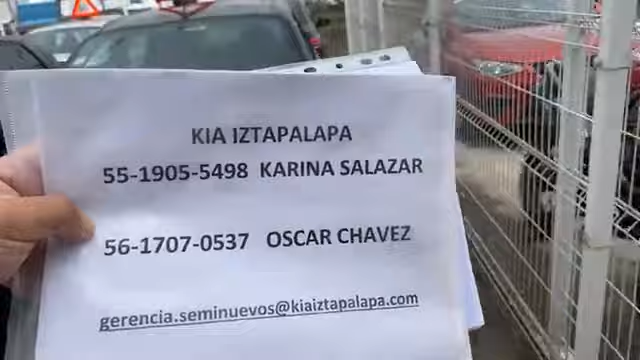 KIA IZTAPALAPA
55-1905-5498 KARINA SALAZAR
56-1707-0537 OSCAR CHAVEZ
gerencia.seminuevos@kiaiztapalapa.com